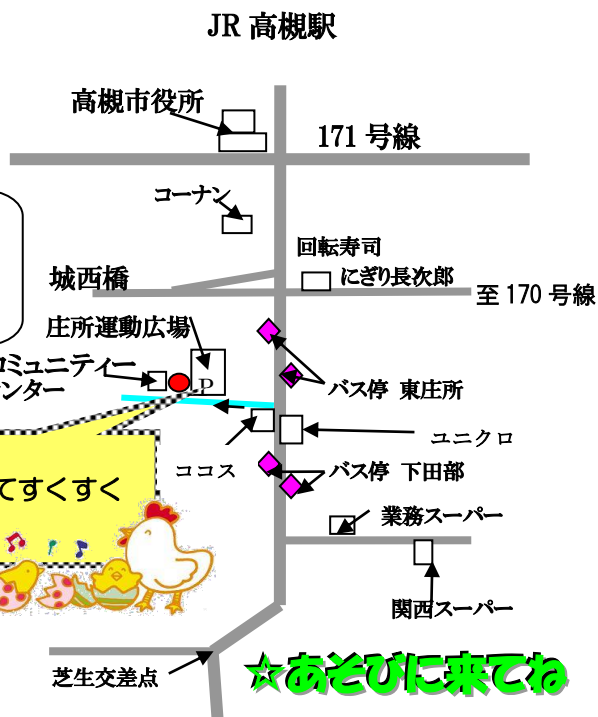 JR 高槻駅
高槻市役所
171 号線
コーナン
回転寿司
にぎり長次郎
城西橋
至 170 号線
庄所運動広場
コミュニティー
ンター
P
バス停 東庄所
ユニクロ
ココス
バス停 下田部
てすくすく
業務スーパー
関西スーパー
芝生交差点
☆あそびに来てね